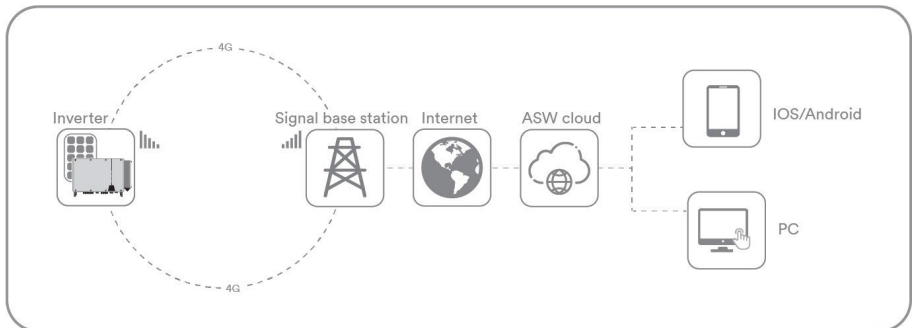 4G
Inverter
Signal base station
Internet
ASW cloud
IOS/Android
PC
4G